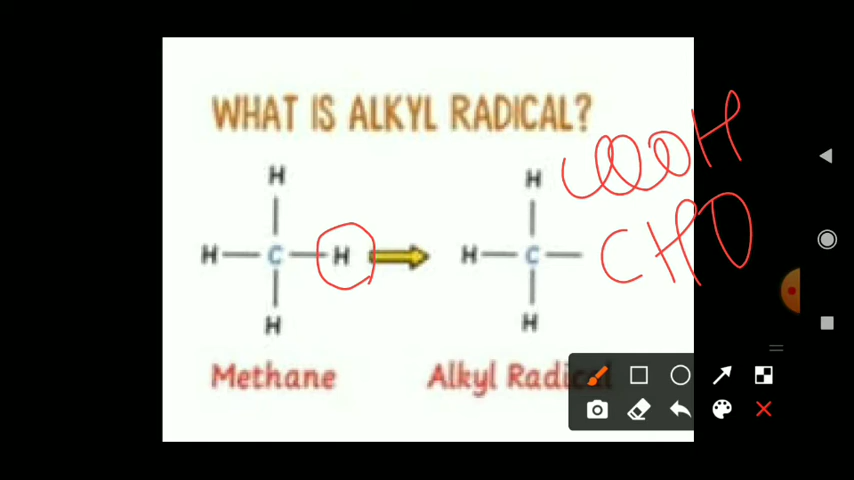 WHAT IS ALKYL RADICAL?
COOH
H H
H C H H C CHO
H H
Methane Alkyl Radical